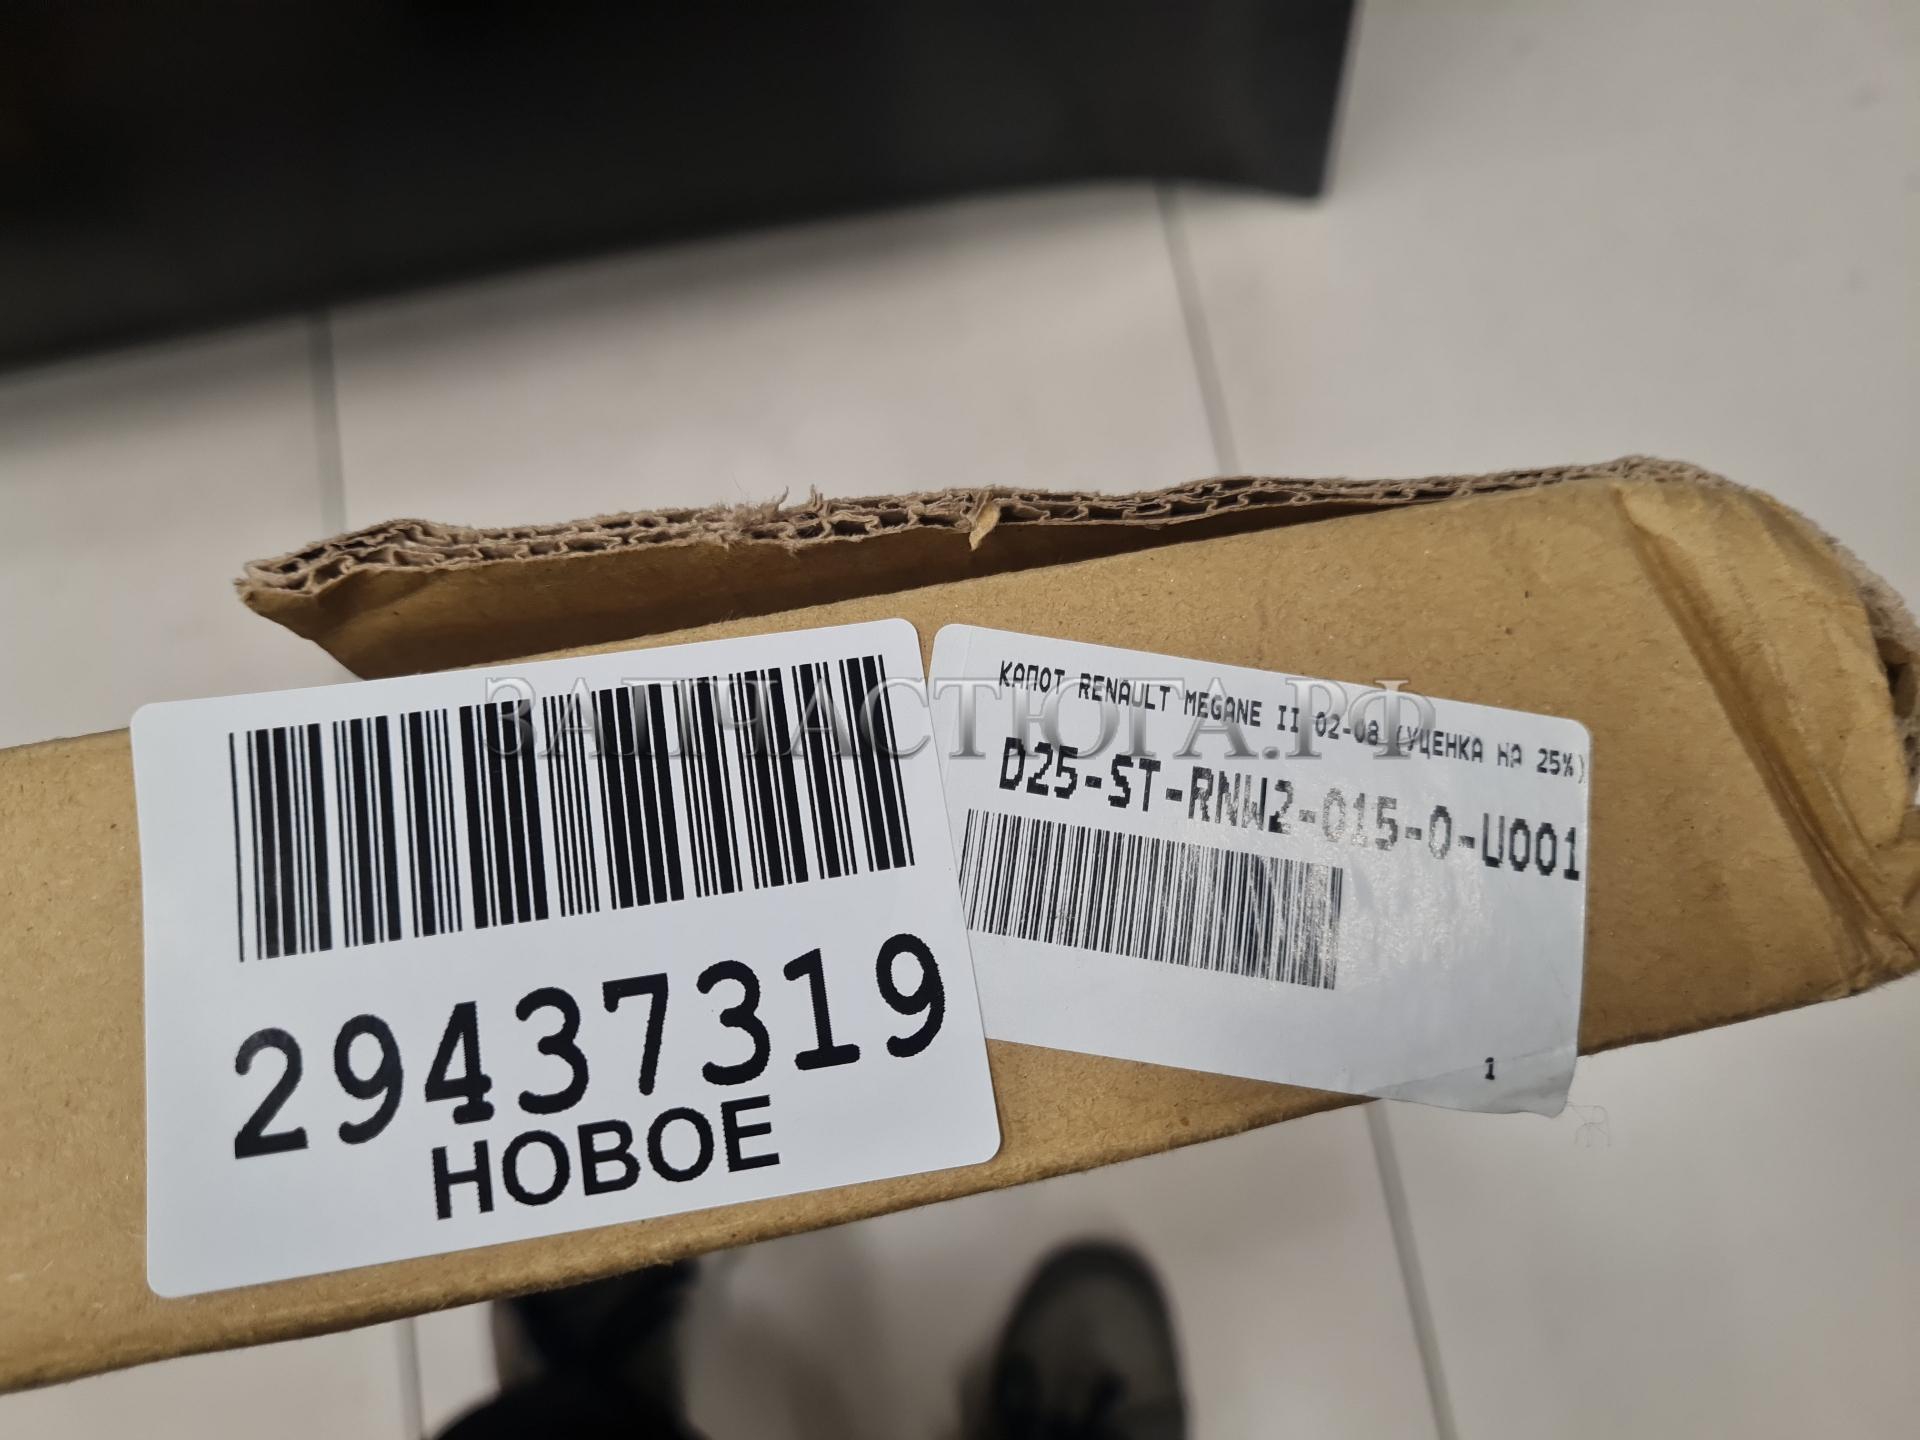 ЗАПЧАСТЮГА.РФ
29437319
НОВОЕ
КАПОТ RENAULT MEGANE II 02-08 (УЦЕНКА НА 25%)
D25-ST-RNW2-015-0-U001
1